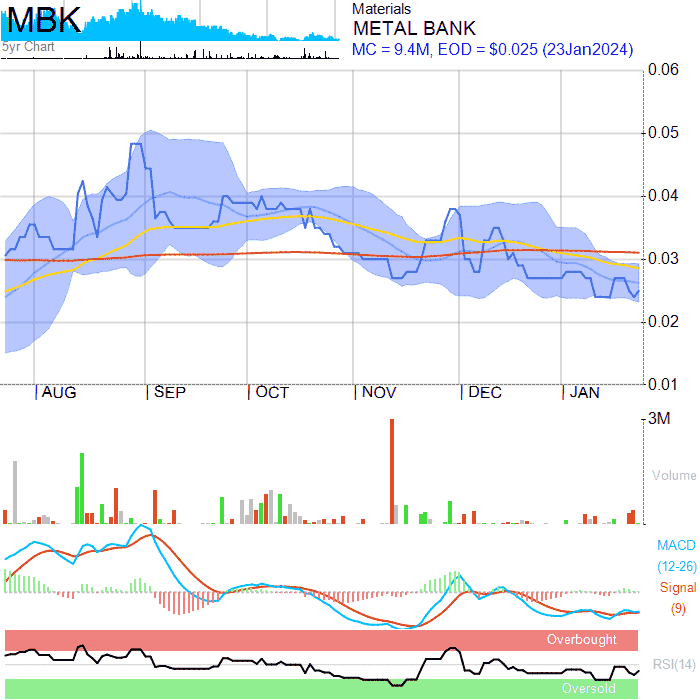 MBK
5yr Chart
Materials
METAL BANK
MC = 9.4M, EOD = $0.025 (23Jan2024)
0.06
0.05
0.04
0.03
0.02
0.01
AUG SEP OCT NOV DEC JAN
3M
Volume
MACD
(12-26)
Signal
(9)
Overbought
RSI(14)
Oversold